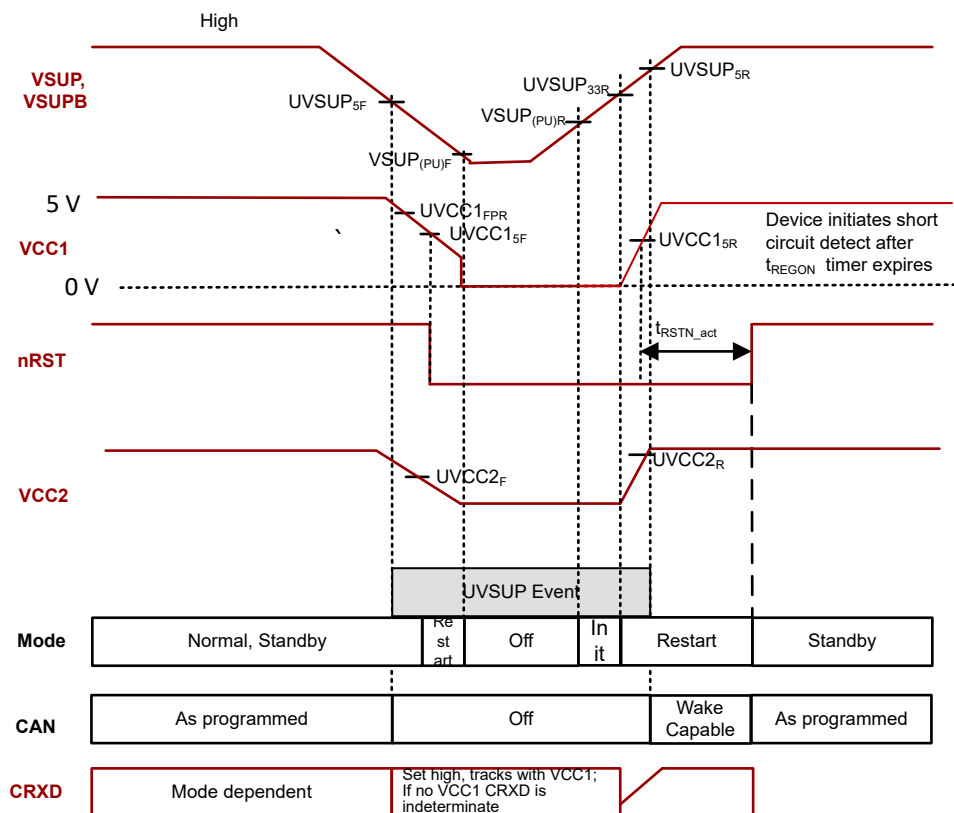 High
VSUP,
VSUPB
UVSUP5F
VSUP(PU)F
VSUP(PU)R
UVSUP33R
UVSUP5R
5 V
VCC1
0 V
UVCC1FPR
UVCC15F
`
UVCC15R
Device initiates short
circuit detect after
tREGON timer expires
nRST
tRSTN_act
VCC2
UVCC2F
UVCC2R
UVSUP Event
Mode
Normal, Standby
Re
st
art
Off
In
it
Restart
Standby
CAN
As programmed
Off
Wake
Capable
As programmed
CRXD
Mode dependent
Set high, tracks with VCC1;
If no VCC1 CRXD is
indeterminate